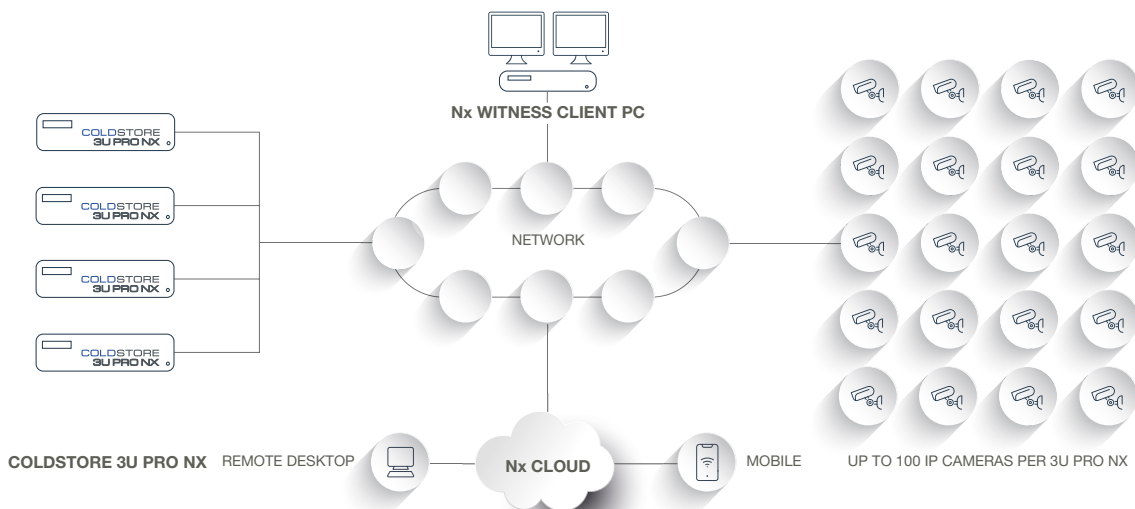 Nx WITNESS CLIENT PC
COLDSTORE
3U PRO NX
COLDSTORE
3U PRO NX
COLDSTORE
3U PRO NX
COLDSTORE
3U PRO NX
NETWORK
COLDSTORE 3U PRO NX
REMOTE DESKTOP
Nx CLOUD
MOBILE
UP TO 100 IP CAMERAS PER 3U PRO NX